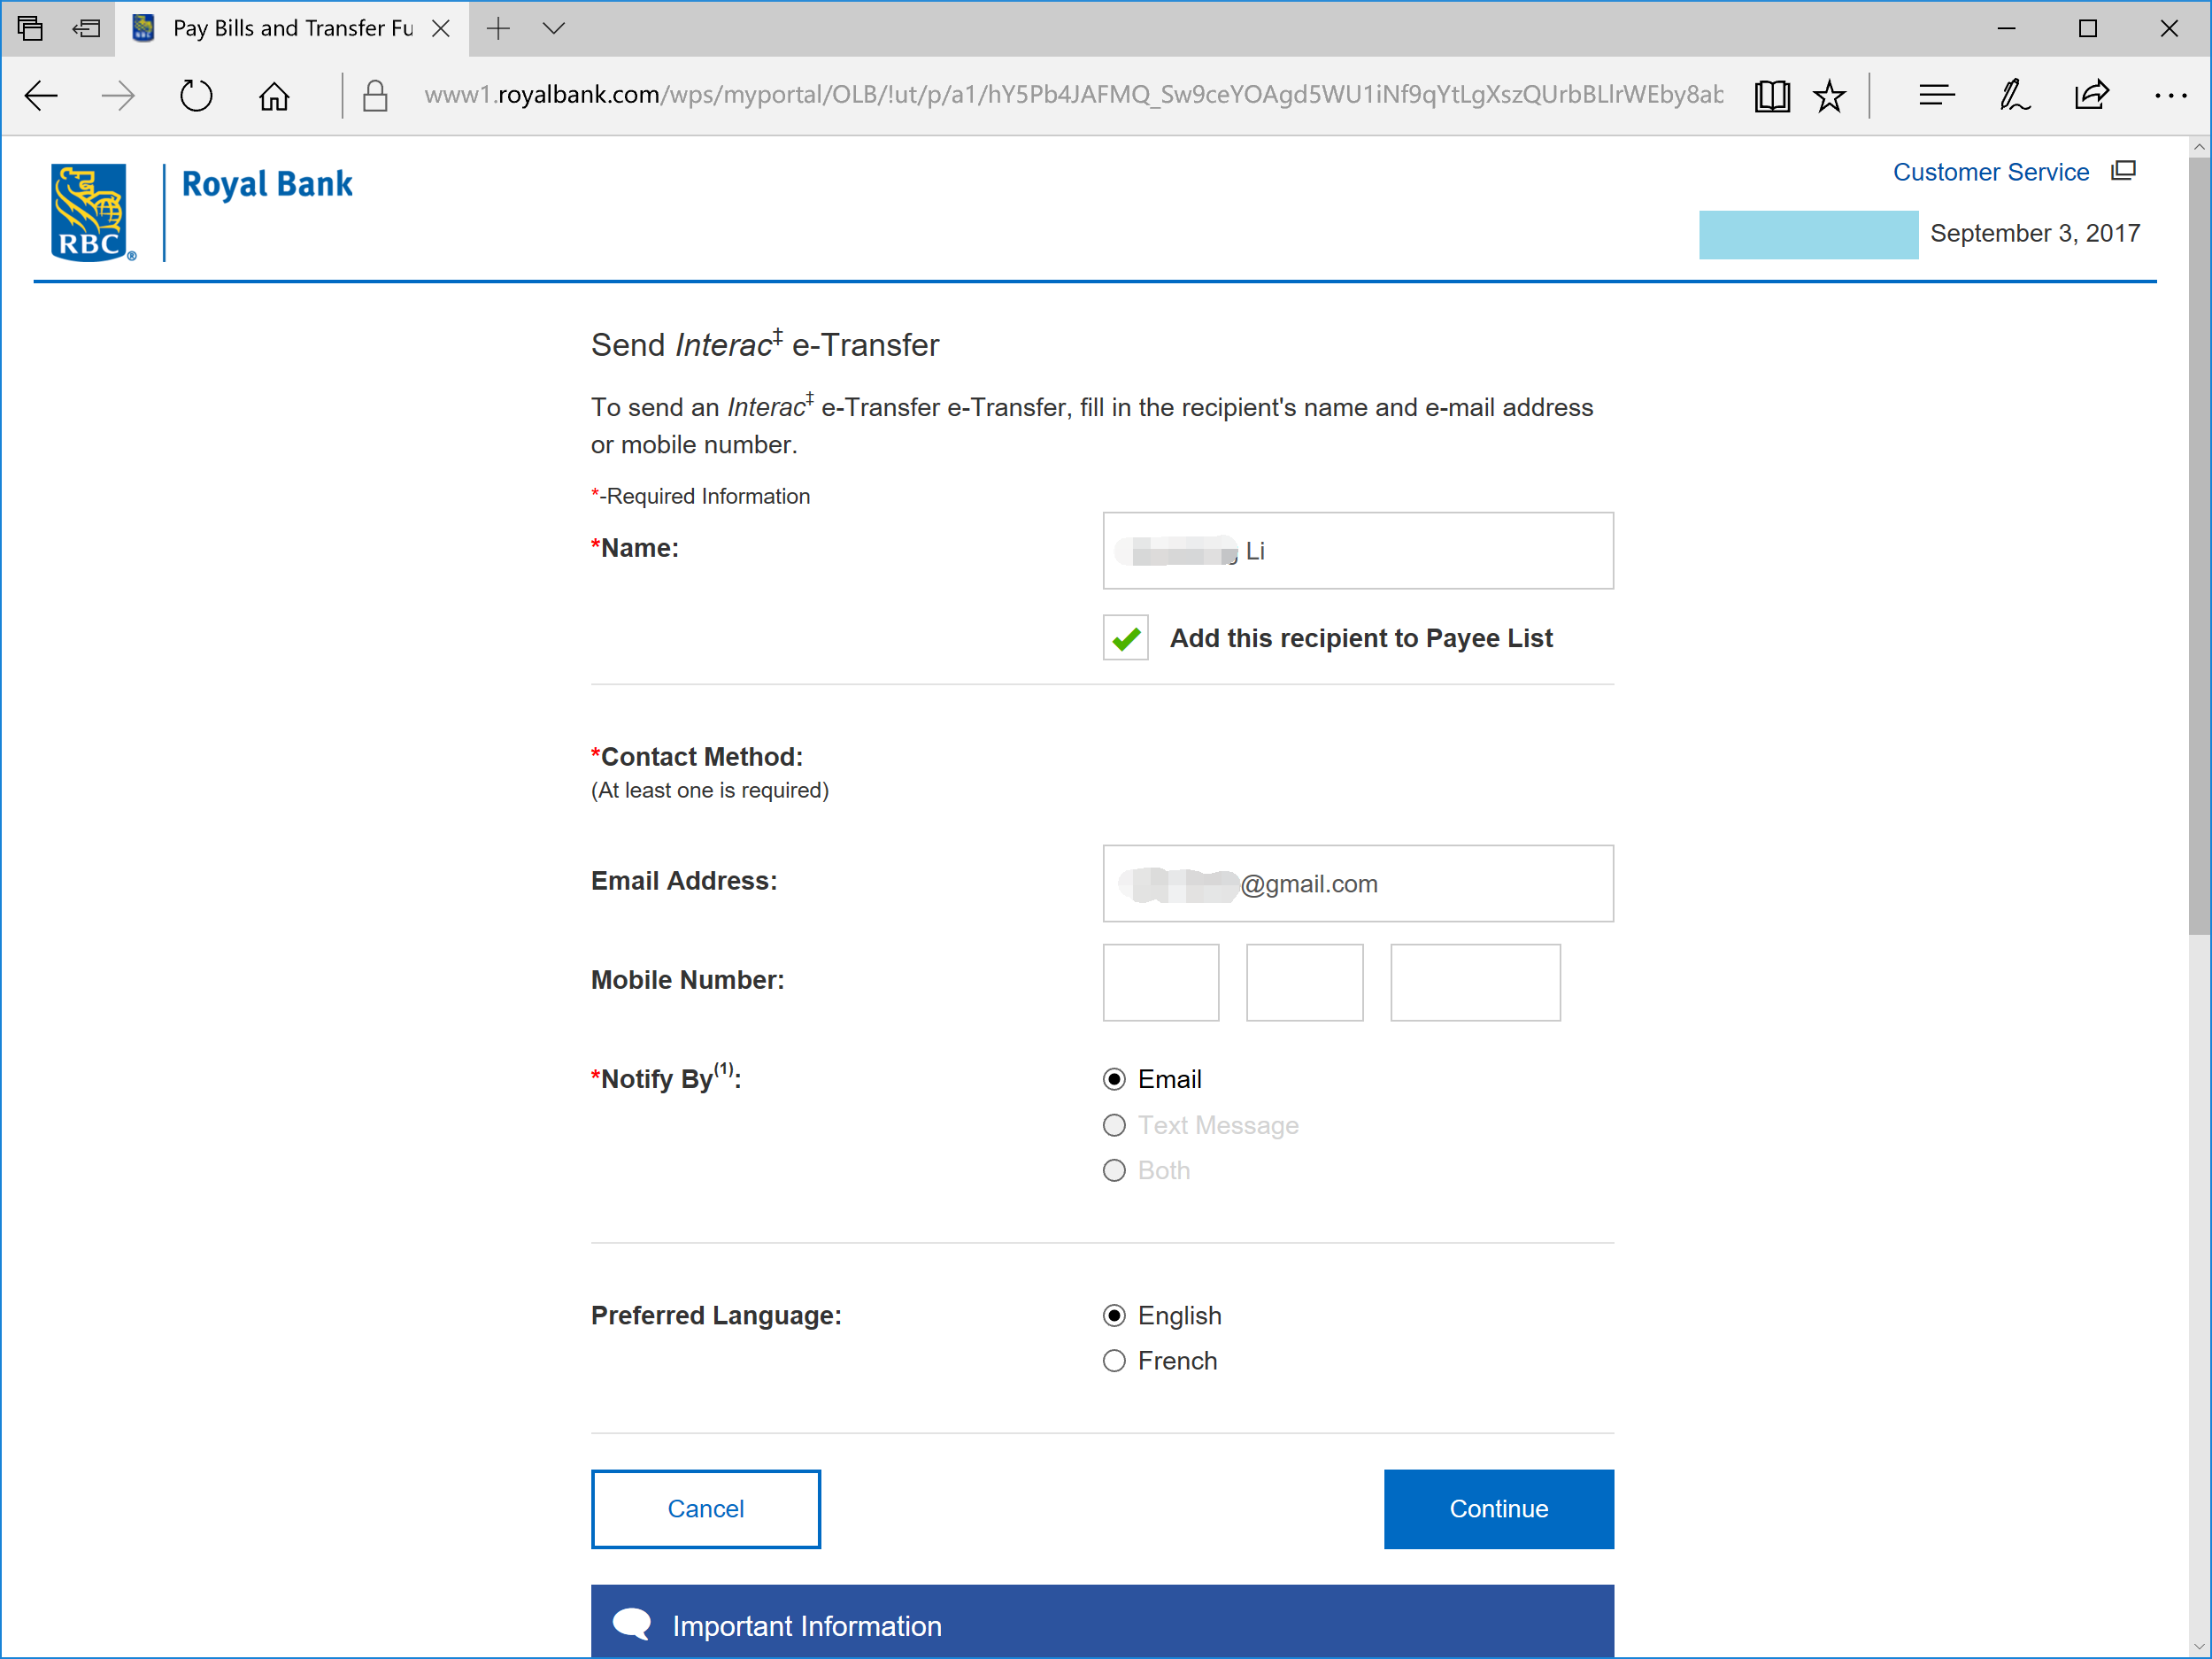 Pay Bills and Transfer Fu
www1.royalbank.com/wps/myportal/OLB/!ut/p/a1/hY5Pb4JAFMQ_Sw9ceYOAgd5WU1iNf9qYtLgXszQUrbBLlrWEby8ab
RBC®
Royal Bank
Customer Service
September 3, 2017
Send Interac‡ e-Transfer
To send an Interac‡ e-Transfer e-Transfer, fill in the recipient's name and e-mail address
or mobile number.
*-Required Information
*Name:
Li
Add this recipient to Payee List
*Contact Method:
(At least one is required)
Email Address:
@gmail.com
Mobile Number:
*Notify By(1):
Email
Text Message
Both
Preferred Language:
English
French
Cancel
Continue
Important Information